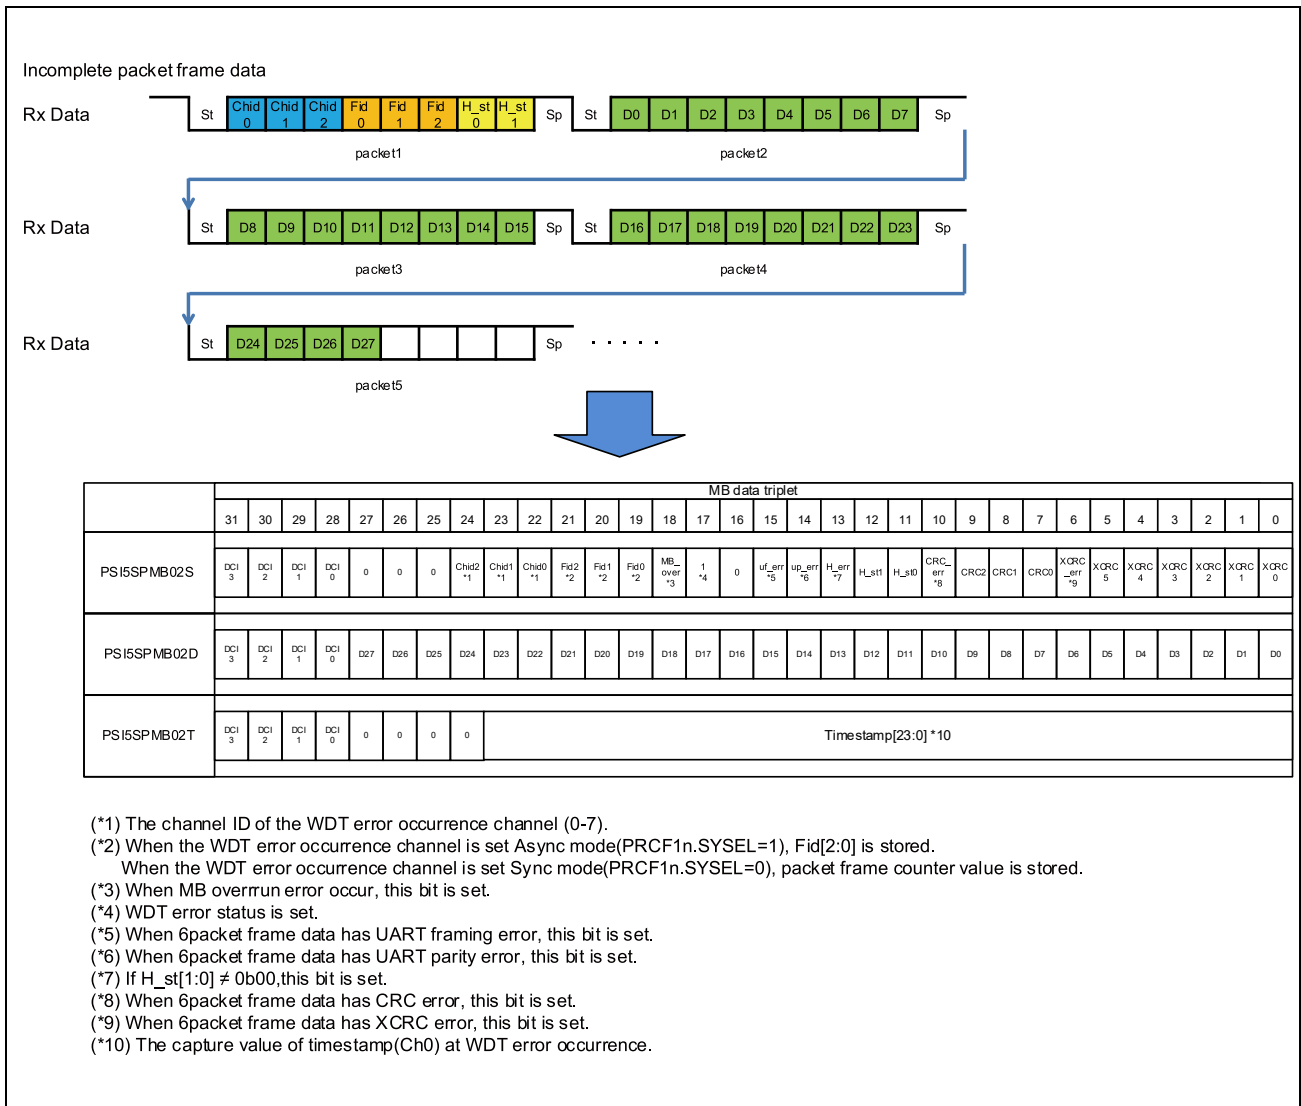 Incomplete packet frame data
Rx Data St Chid 0 Chid 1 Chid 2 Fid 0 Fid 1 Fid 2 H_st 0 H_st 1 Sp St D0 D1 D2 D3 D4 D5 D6 D7 Sp
packet1 packet2
Rx Data St D8 D9 D10 D11 D12 D13 D14 D15 Sp St D16 D17 D18 D19 D20 D21 D22 D23 Sp
packet3 packet4
Rx Data St D24 D25 D26 D27 Sp · · · · ·
packet5
MB data triplet
31 30 29 28 27 26 25 24 23 22 21 20 19 18 17 16 15 14 13 12 11 10 9 8 7 6 5 4 3 2 1 0
PSI5SPMB02S DCI 3 DCI 2 DCI 1 DCI 0 0 0 0 Chid2 *1 Chid1 *1 Chid0 *1 Fid2 *2 Fid1 *2 Fid0 *2 MB_ over *3 1 *4 0 uf_err *5 up_err *6 H_err *7 H_st1 H_st0 CRC_ err *8 CRC2 CRC1 CRC0 XCRC _err *9 XCRC 5 XCRC 4 XCRC 3 XCRC 2 XCRC 1 XCRC 0
PSI5SPMB02D DCI 3 DCI 2 DCI 1 DCI 0 D27 D26 D25 D24 D23 D22 D21 D20 D19 D18 D17 D16 D15 D14 D13 D12 D11 D10 D9 D8 D7 D6 D5 D4 D3 D2 D1 D0
PSI5SPMB02T DCI 3 DCI 2 DCI 1 DCI 0 0 0 0 0 Timestamp[23:0] *10
(*1) The channel ID of the WDT error occurrence channel (0-7).
(*2) When the WDT error occurrence channel is set Async mode(PRCF1n.SYSEL=1), Fid[2:0] is stored.
When the WDT error occurrence channel is set Sync mode(PRCF1n.SYSEL=0), packet frame counter value is stored.
(*3) When MB overrrun error occur, this bit is set.
(*4) WDT error status is set.
(*5) When 6packet frame data has UART framing error, this bit is set.
(*6) When 6packet frame data has UART parity error, this bit is set.
(*7) If H_st[1:0] ≠ 0b00,this bit is set.
(*8) When 6packet frame data has CRC error, this bit is set.
(*9) When 6packet frame data has XCRC error, this bit is set.
(*10) The capture value of timestamp(Ch0) at WDT error occurrence.